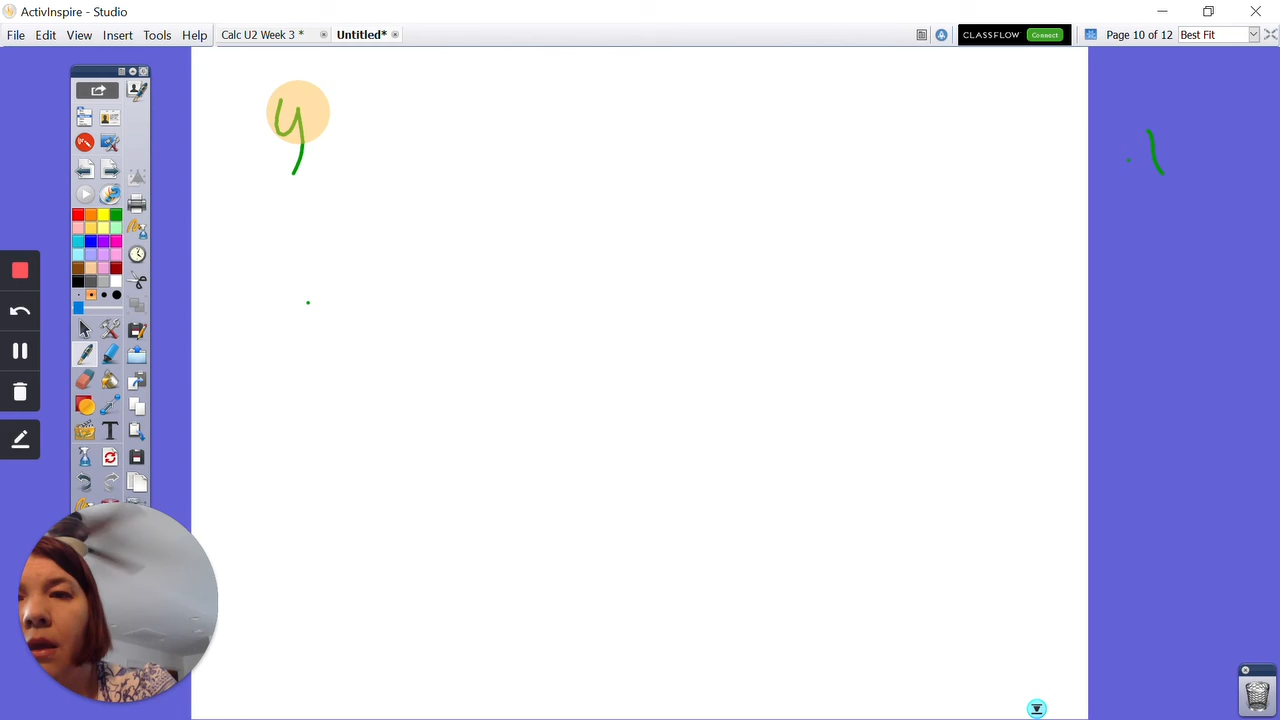 ActivInspire - Studio
File Edit View Insert Tools Help Calc U2 Week 3 * Untitled* CLASSFLOW Connect Page 10 of 12 Best Fit
y
T